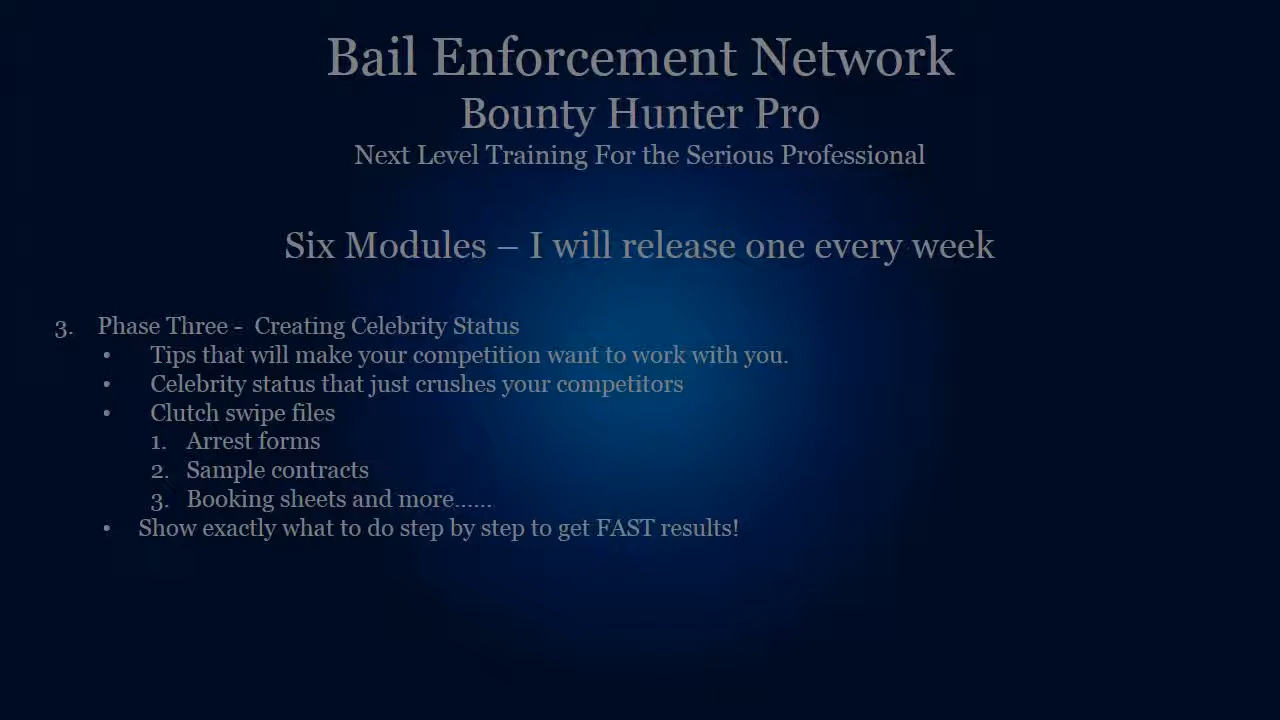 Bail Enforcement Network
Bounty Hunter Pro
Next Level Training For the Serious Professional
Six Modules – I will release one every week
3. Phase Three - Creating Celebrity Status
• Tips that will make your competition want to work with you.
• Celebrity status that just crushes your competitors
• Clutch swipe files
1. Arrest forms
2. Sample contracts
3. Booking sheets and more......
• Show exactly what to do step by step to get FAST results!